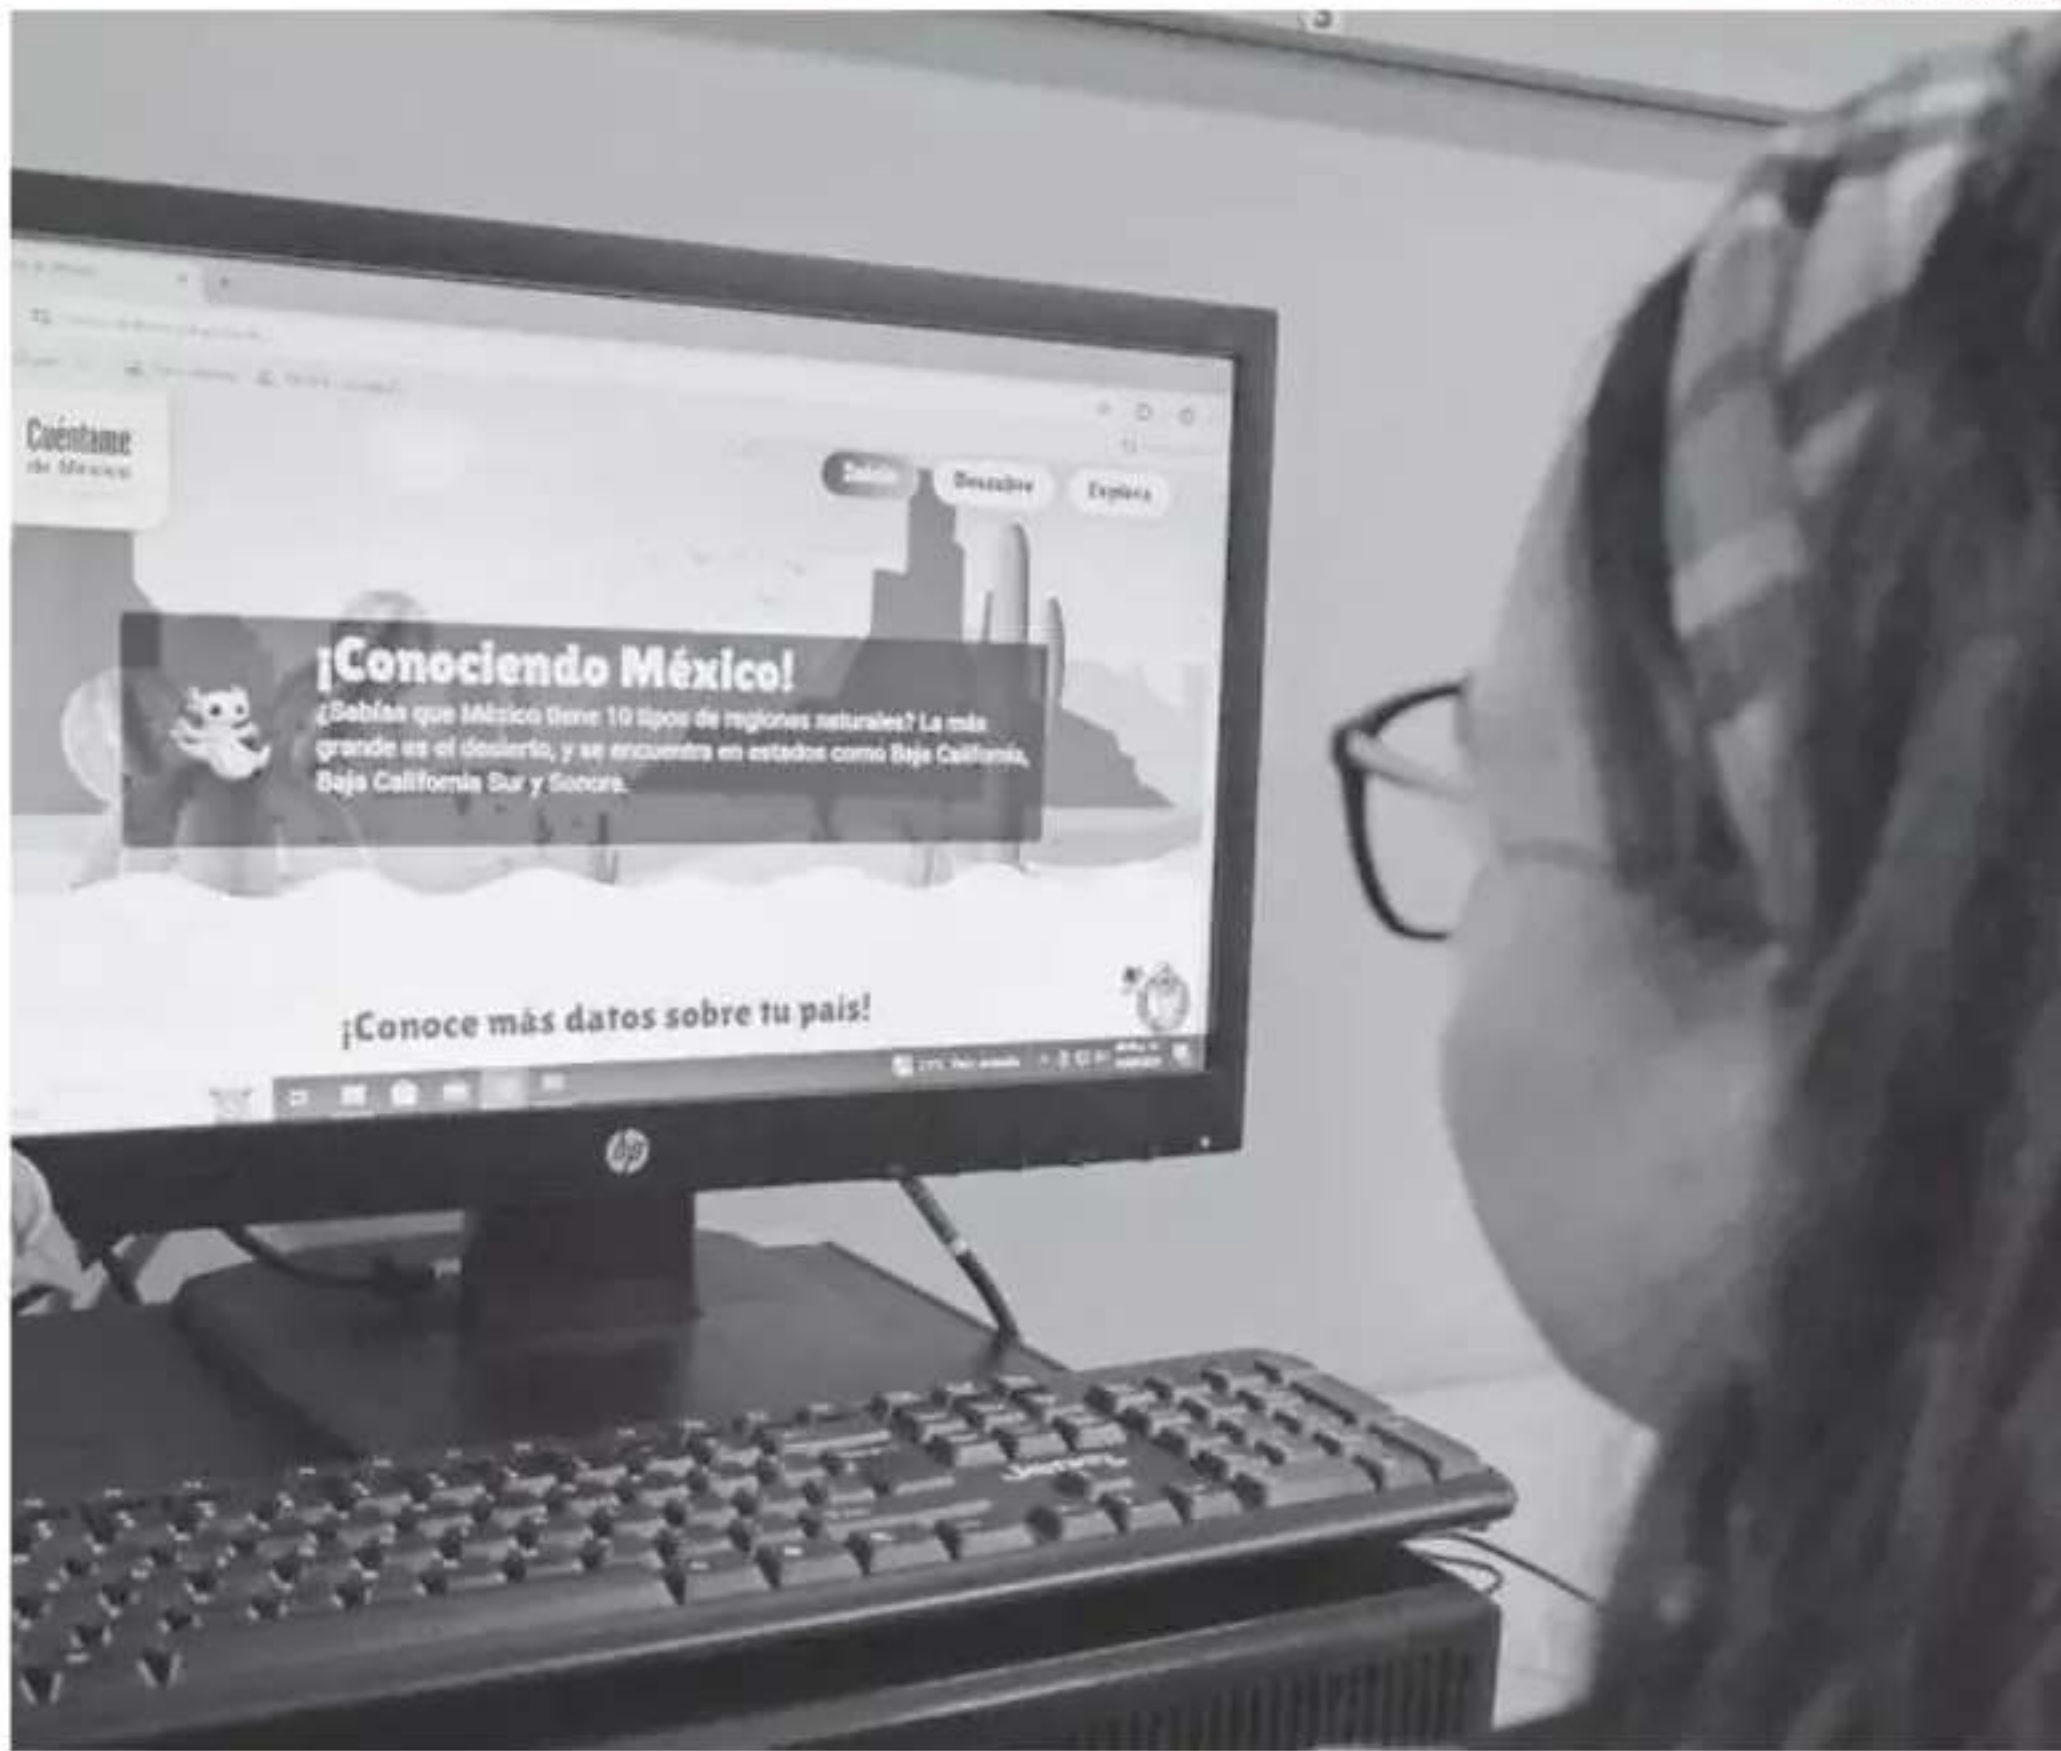 Cuéntame
de México
Descubre
Explora
¡Conociendo México!
¿Sabías que México tiene 10 tipos de regiones naturales? La más
grande es el desierto, y se encuentra en estados como Baja California,
Baja California Sur y Sonora.
¡Conoce más datos sobre tu país!
hp